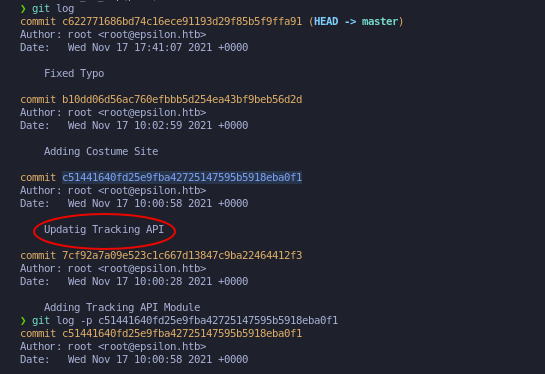 ❯ git log
commit c622771686bd74c16ece91193d29f85b5f9ffa91 (HEAD -> master)
Author: root <root@epsilon.htb>
Date:   Wed Nov 17 17:41:07 2021 +0000
Fixed Typo
commit b10dd06d56ac760efbbb5d254ea43bf9beb56d2d
Author: root <root@epsilon.htb>
Date:   Wed Nov 17 10:02:59 2021 +0000
Adding Costume Site
commit c51441640fd25e9fba42725147595b5918eba0f1
Author: root <root@epsilon.htb>
Date:   Wed Nov 17 10:00:58 2021 +0000
Updatig Tracking API
commit 7cf92a7a09e523c1c667d13847c9ba22464412f3
Author: root <root@epsilon.htb>
Date:   Wed Nov 17 10:00:28 2021 +0000
Adding Tracking API Module
❯ git log -p c51441640fd25e9fba42725147595b5918eba0f1
commit c51441640fd25e9fba42725147595b5918eba0f1
Author: root <root@epsilon.htb>
Date:   Wed Nov 17 10:00:58 2021 +0000